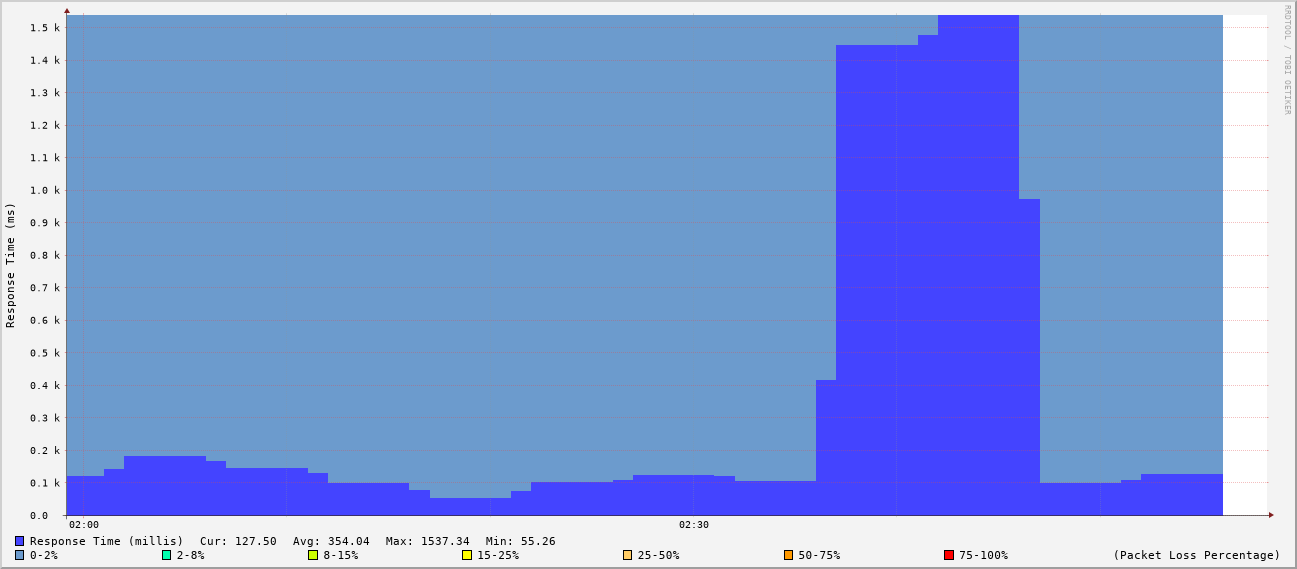 RRDTOOL / TOBI OETIKER
Response Time (ms)
1.5 k
1.4 k
1.3 k
1.2 k
1.1 k
1.0 k
0.9 k
0.8 k
0.7 k
0.6 k
0.5 k
0.4 k
0.3 k
0.2 k
0.1 k
0.0
02:00 02:30
Response Time (millis) Cur: 127.50 Avg: 354.04 Max: 1537.34 Min: 55.26
0-2% 2-8% 8-15% 15-25% 25-50% 50-75% 75-100% (Packet Loss Percentage)